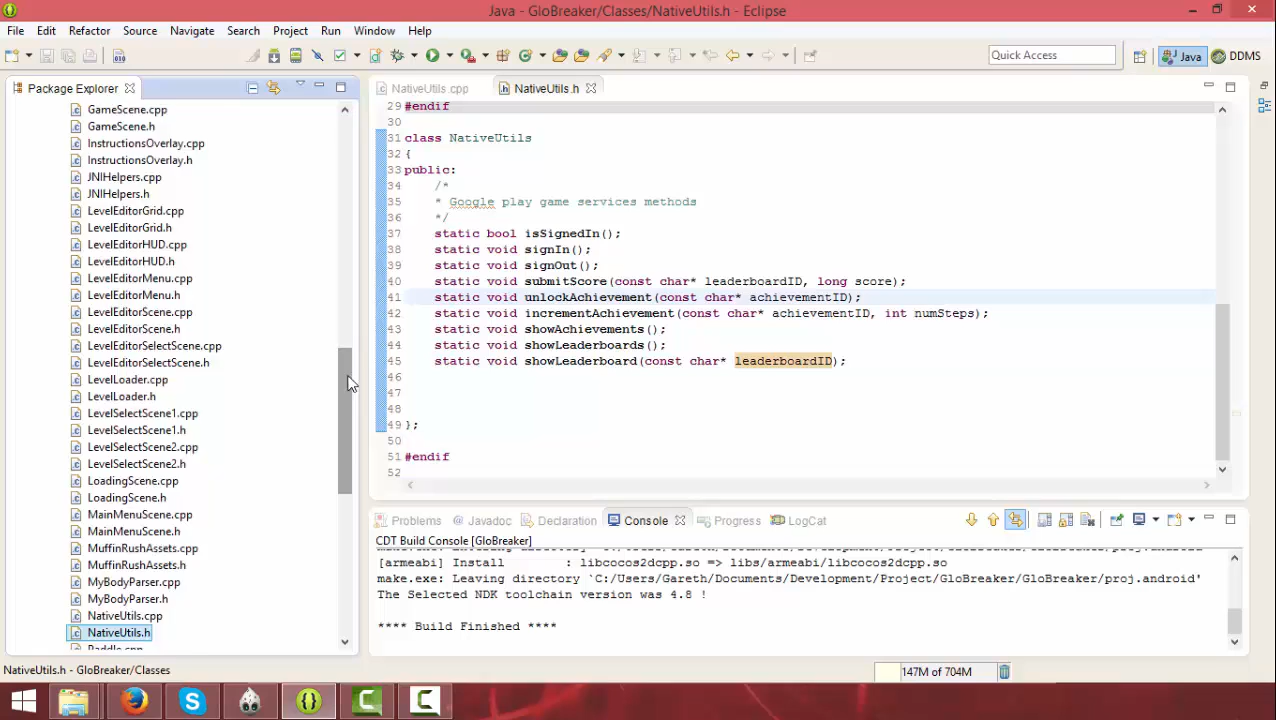 Java - GloBreaker/Classes/NativeUtils.h - Eclipse
File Edit Refactor Source Navigate Search Project Run Window Help
Quick Access
Java
DDMS
Package Explorer
GameScene.cpp
GameScene.h
InstructionsOverlay.cpp
InstructionsOverlay.h
JNIHelpers.cpp
JNIHelpers.h
LevelEditorGrid.cpp
LevelEditorGrid.h
LevelEditorHUD.cpp
LevelEditorHUD.h
LevelEditorMenu.cpp
LevelEditorMenu.h
LevelEditorScene.cpp
LevelEditorScene.h
LevelEditorSelectScene.cpp
LevelEditorSelectScene.h
LevelLoader.cpp
LevelLoader.h
LevelSelectScene1.cpp
LevelSelectScene1.h
LevelSelectScene2.cpp
LevelSelectScene2.h
LoadingScene.cpp
LoadingScene.h
MainMenuScene.cpp
MainMenuScene.h
MuffinRushAssets.cpp
MuffinRushAssets.h
MyBodyParser.cpp
MyBodyParser.h
NativeUtils.cpp
NativeUtils.h
Paddle.cpp
NativeUtils.cpp NativeUtils.h
29 #endif
30
31 class NativeUtils
32 {
33 public:
34 /*
35 * Google play game services methods
36 */
37 static bool isSignedIn();
38 static void signIn();
39 static void signOut();
40 static void submitScore(const char* leaderboardID, long score);
41 static void unlockAchievement(const char* achievementID);
42 static void incrementAchievement(const char* achievementID, int numSteps);
43 static void showAchievements();
44 static void showLeaderboards();
45 static void showLeaderboard(const char* leaderboardID);
46
47
48
49 };
50
51 #endif
52
Problems @ Javadoc Declaration Console Progress LogCat
CDT Build Console [GloBreaker]
[armeabi] Install : libcocos2dcpp.so => libs/armeabi/libcocos2dcpp.so
make.exe: Leaving directory `C:/Users/Gareth/Documents/Development/Project/GloBreaker/GloBreaker/proj.android'
The Selected NDK toolchain version was 4.8 !
**** Build Finished ****
NativeUtils.h - GloBreaker/Classes
147M of 704M